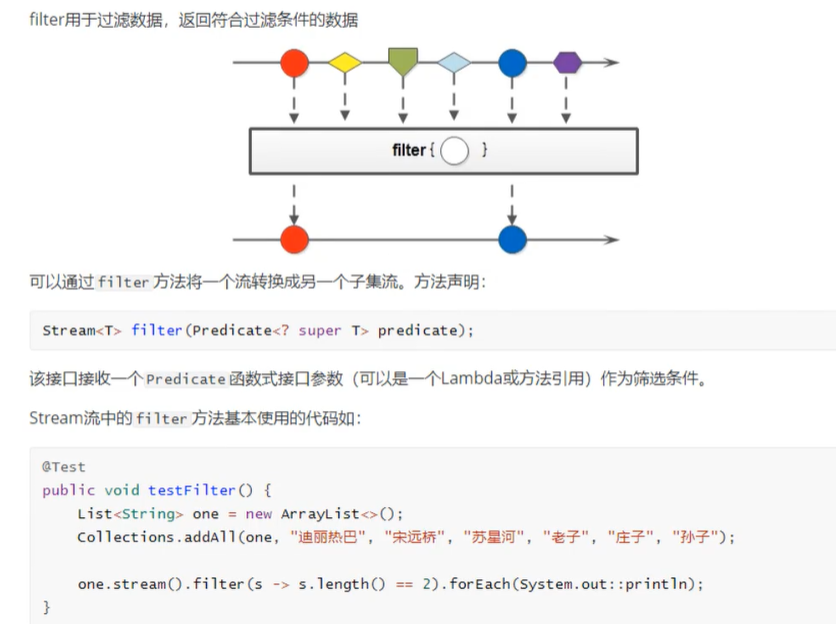 filter用于过滤数据，返回符合过滤条件的数据
filter { }
可以通过filter方法将一个流转换成另一个子集流。方法声明：
Stream<T> filter(Predicate<? super T> predicate);
该接口接收一个Predicate函数式接口参数（可以是一个Lambda或方法引用）作为筛选条件。
Stream流中的filter方法基本使用的代码如：
@Test
public void testFilter() {
    List<String> one = new ArrayList<>();
    Collections.addAll(one, "迪丽热巴", "宋远桥", "苏星河", "老子", "庄子", "孙子");
    one.stream().filter(s -> s.length() == 2).forEach(System.out::println);
}